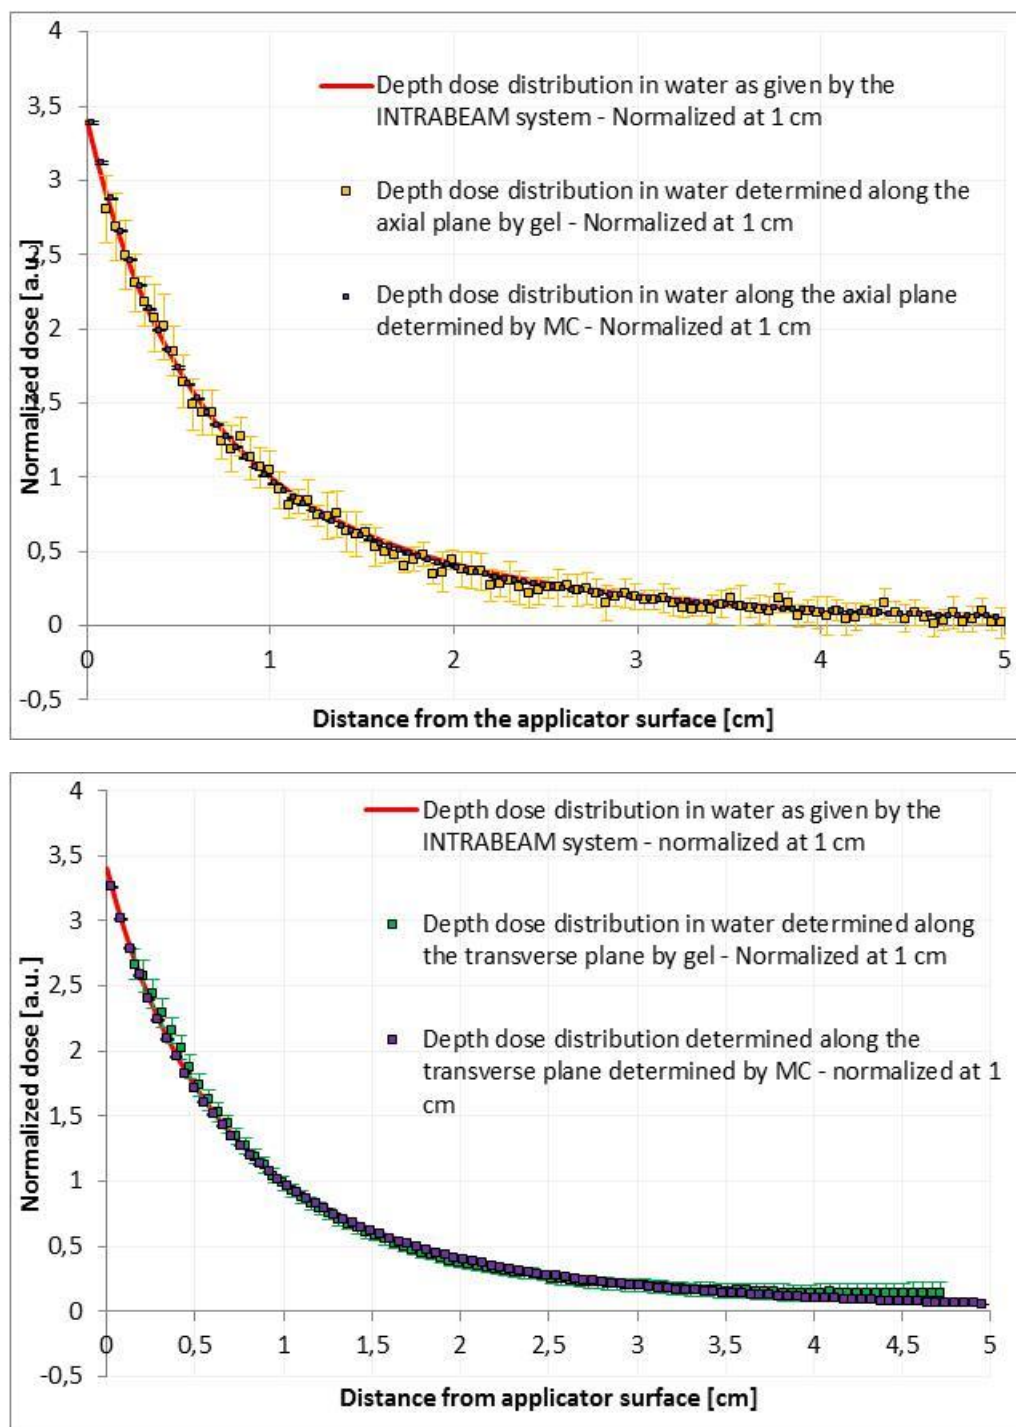 4
3,5
3
2,5
2
1,5
1
0,5
0
-0,5
Normalized dose [a.u.]
Depth dose distribution in water as given by the
INTRABEAM system - Normalized at 1 cm
Depth dose distribution in water determined along the
axial plane by gel - Normalized at 1 cm
Depth dose distribution in water along the axial plane
determined by MC - Normalized at 1 cm
0 1 2 3 4 5
Distance from the applicator surface [cm]
4
3,5
3
2,5
2
1,5
1
0,5
0
-0,5
Normalized dose [a.u.]
Depth dose distribution in water as given by the
INTRABEAM system - normalized at 1 cm
Depth dose distribution in water determined along
the transverse plane by gel - Normalized at 1 cm
Depth dose distribution determined along the
transverse plane determined by MC - normalized at 1
cm
0 0,5 1 1,5 2 2,5 3 3,5 4 4,5 5
Distance from applicator surface [cm]